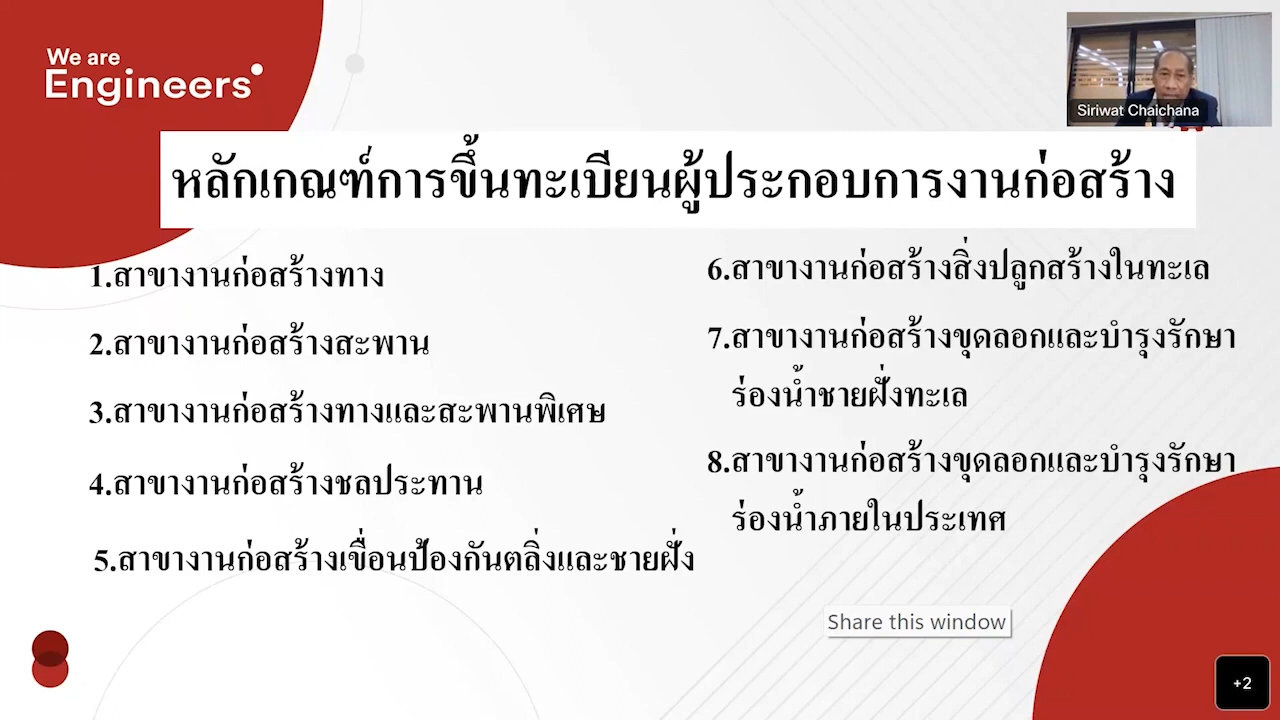 We are
Engineers
Siriwat Chaichana
หลักเกณฑ์การขึ้นทะเบียนผู้ประกอบการงานก่อสร้าง
1.สาขางานก่อสร้างทาง
2.สาขางานก่อสร้างสะพาน
3.สาขางานก่อสร้างทางและสะพานพิเศษ
4.สาขางานก่อสร้างชลประทาน
5.สาขางานก่อสร้างเขื่อนป้องกันตลิ่งและชายฝั่ง
6.สาขางานก่อสร้างสิ่งปลูกสร้างในทะเล
7.สาขางานก่อสร้างขุดลอกและบำรุงรักษา
ร่องน้ำชายฝั่งทะเล
8.สาขางานก่อสร้างขุดลอกและบำรุงรักษา
ร่องน้ำภายในประเทศ
Share this window
+2